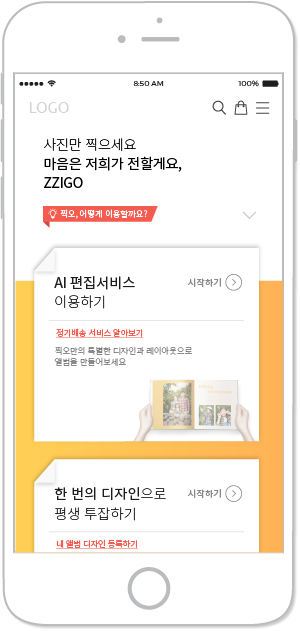 8:50 AM
100%
LOGO
사진만 찍으세요
마음은 저희가 전할게요,
ZZIGO
찍오, 어떻게 이용할까요?
AI 편집서비스
이용하기
시작하기
정기배송 서비스 알아보기
찍오만의 특별한 디자인과 레이아웃으로
앨범을 만들어보세요
한 번의 디자인으로
평생 투잡하기
시작하기
내 앨범 디자인 등록하기